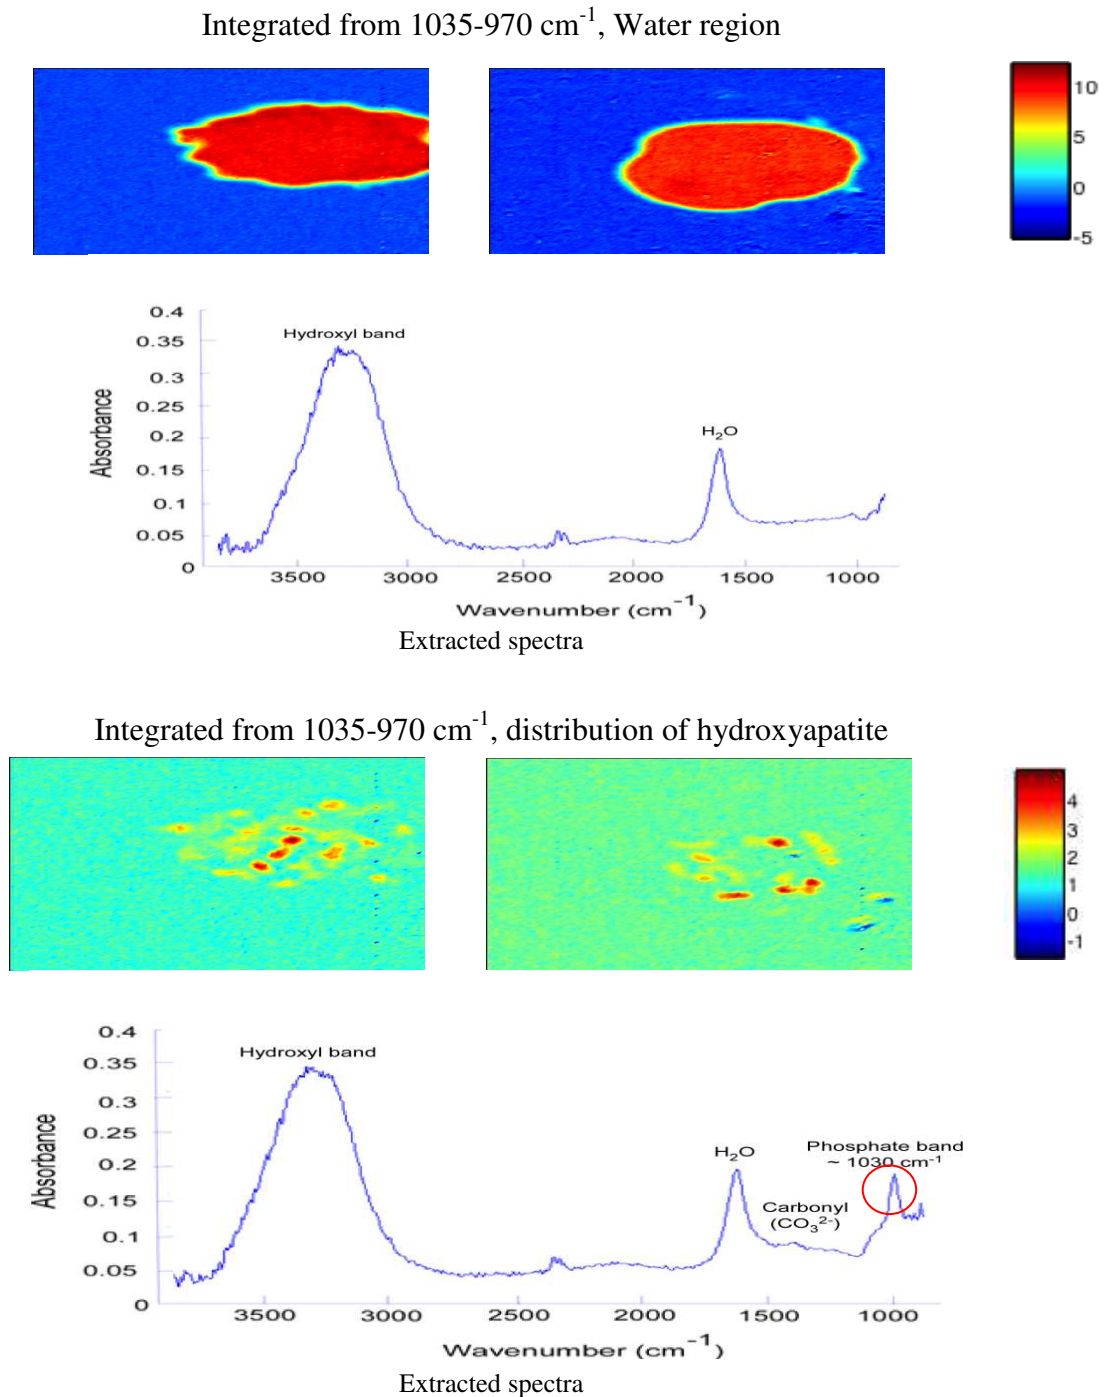 Integrated from 1035-970 cm⁻¹, Water region
10
5
0
-5
0.4
0.35
0.3
0.25
0.2
0.15
0.1
0.05
0
Absorbance
Hydroxyl band
H₂O
3500 3000 2500 2000 1500 1000
Wavenumber (cm⁻¹)
Extracted spectra
Integrated from 1035-970 cm⁻¹, distribution of hydroxyapatite
4
3
2
1
0
-1
0.4
0.35
0.3
0.25
0.2
0.15
0.1
0.05
0
Absorbance
Hydroxyl band
H₂O
Phosphate band
~ 1030 cm⁻¹
Carbonyl
(CO₃²⁻)
3500 3000 2500 2000 1500 1000
Wavenumber (cm⁻¹)
Extracted spectra